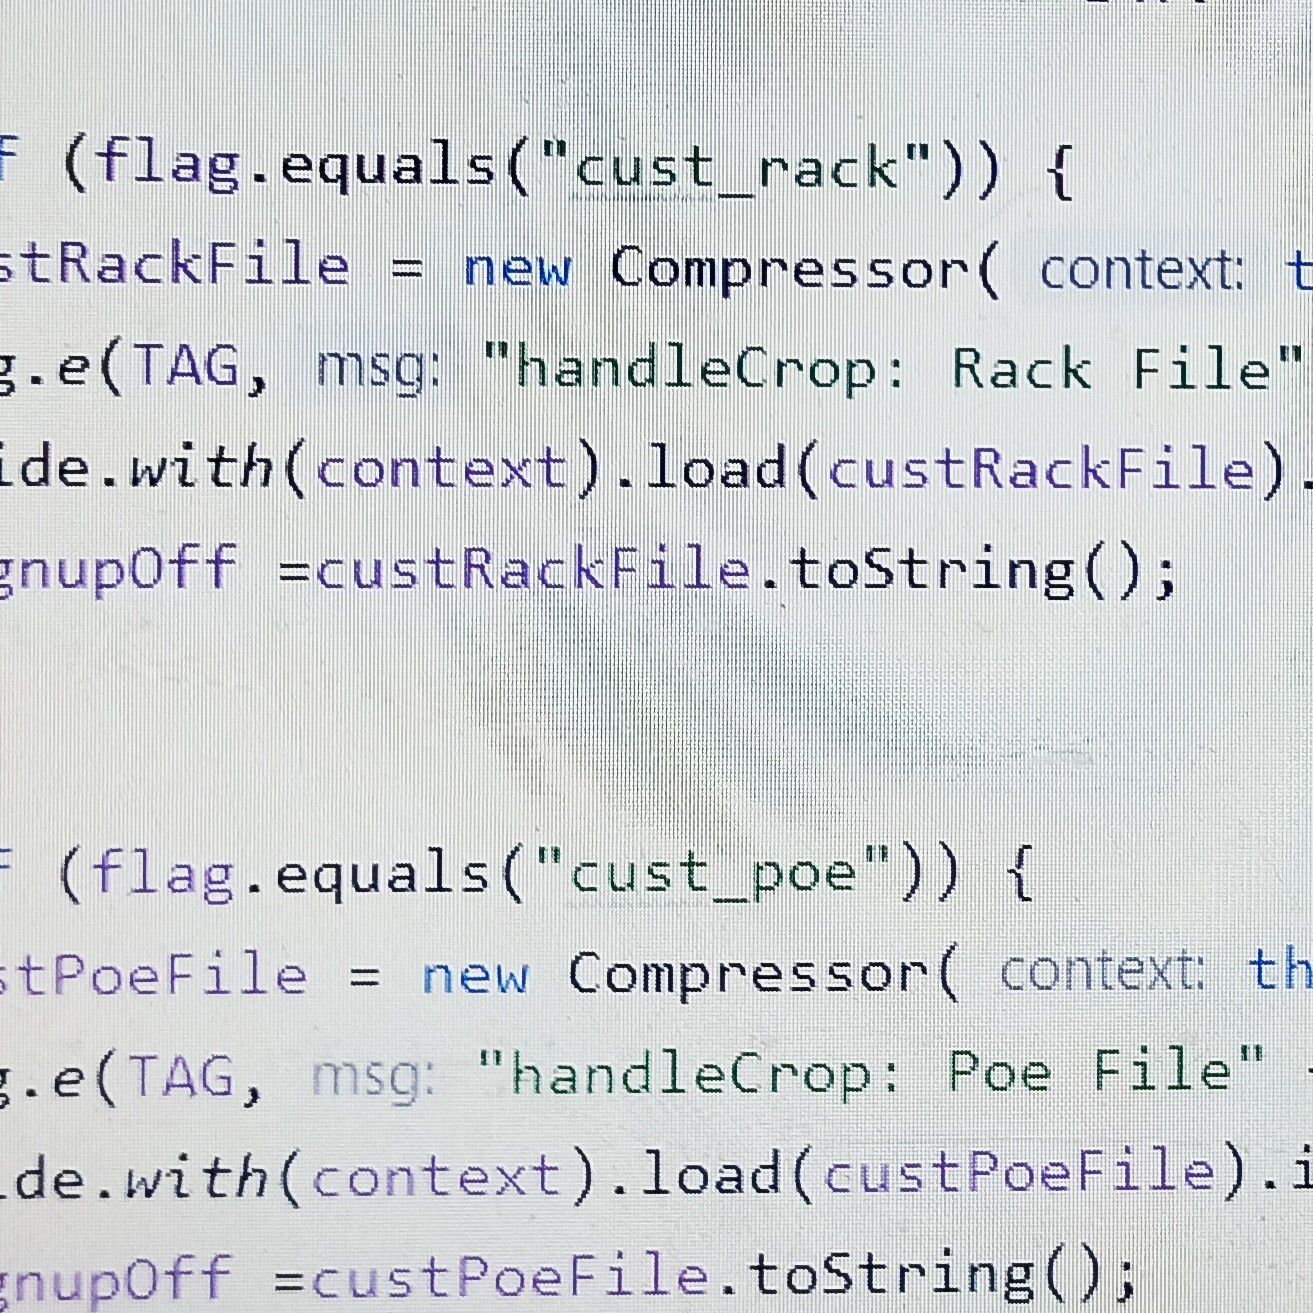 f (flag.equals("cust_rack")) {
stRackFile = new Compressor( context: t
g.e(TAG, msg: "handleCrop: Rack File"
ide.with(context).load(custRackFile).
gnupOff =custRackFile.toString();
f (flag.equals("cust_poe")) {
stPoeFile = new Compressor( context: th
g.e(TAG, msg: "handleCrop: Poe File"
ide.with(context).load(custPoeFile).i
gnupOff =custPoeFile.toString();